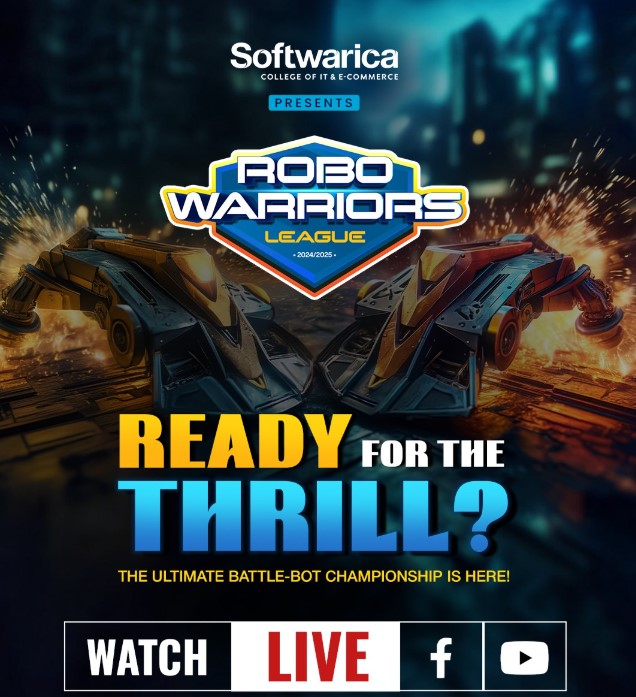 Softwarica
COLLEGE OF IT & E-COMMERCE
PRESENTS
ROBO
WARRIORS
LEAGUE
• 2024/2025 •
READY FOR THE
THRILL?
THE ULTIMATE BATTLE-BOT CHAMPIONSHIP IS HERE!
WATCH LIVE